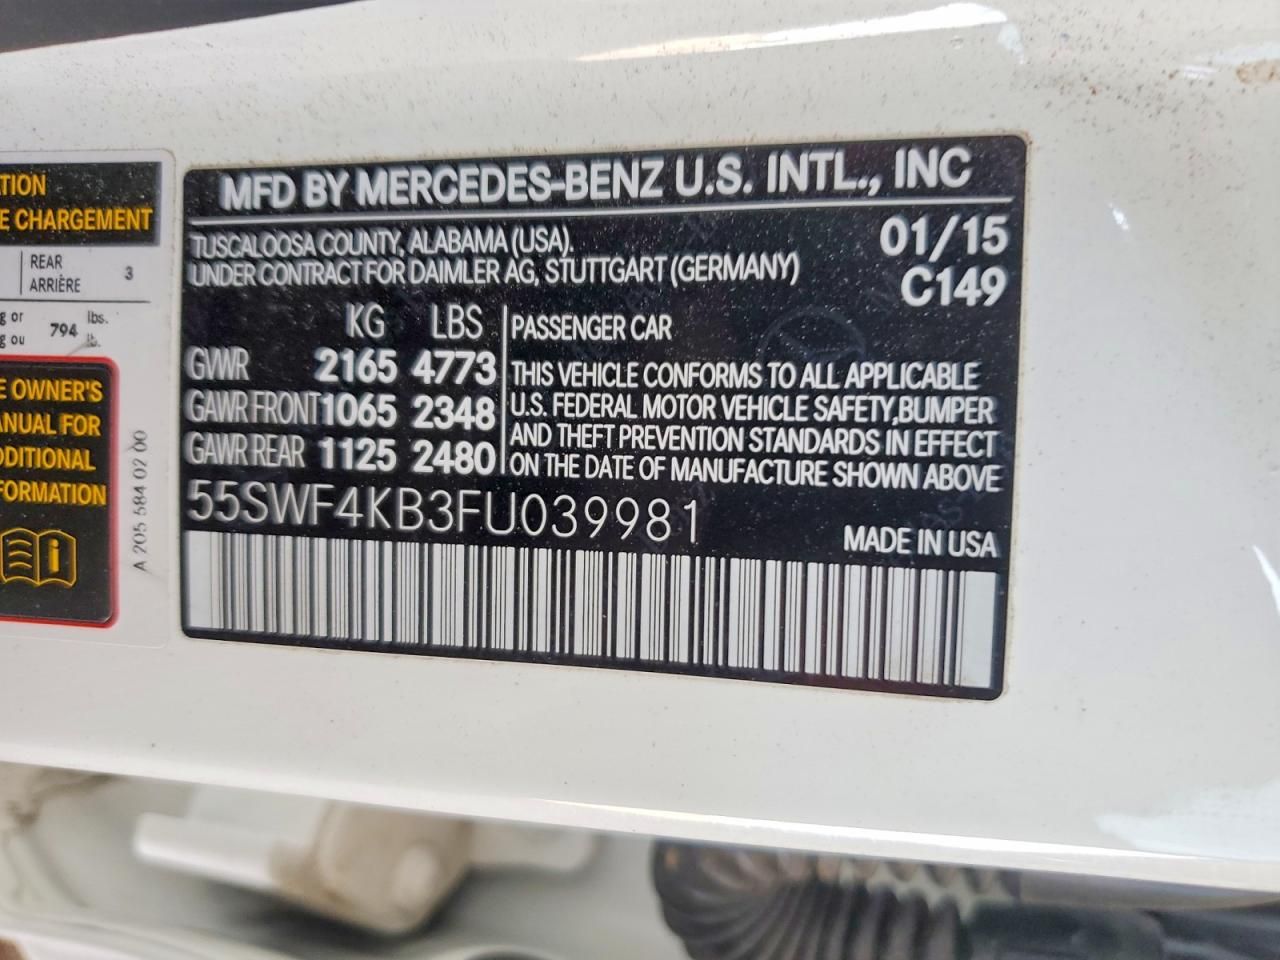 TION
E CHARGEMENT
REAR
ARRIÈRE 3
g or 794 lbs.
g ou lb.
E OWNER'S
ANUAL FOR
DDITIONAL
FORMATION
A 205 584 02 00
MFD BY MERCEDES-BENZ U.S. INTL., INC
TUSCALOOSA COUNTY, ALABAMA (USA). 01/15
UNDER CONTRACT FOR DAIMLER AG, STUTTGART (GERMANY) C149
KG LBS
GWR 2165 4773
GAWR FRONT 1065 2348
GAWR REAR 1125 2480
PASSENGER CAR
THIS VEHICLE CONFORMS TO ALL APPLICABLE
U.S. FEDERAL MOTOR VEHICLE SAFETY,BUMPER
AND THEFT PREVENTION STANDARDS IN EFFECT
ON THE DATE OF MANUFACTURE SHOWN ABOVE
55SWF4KB3FU039981
MADE IN USA